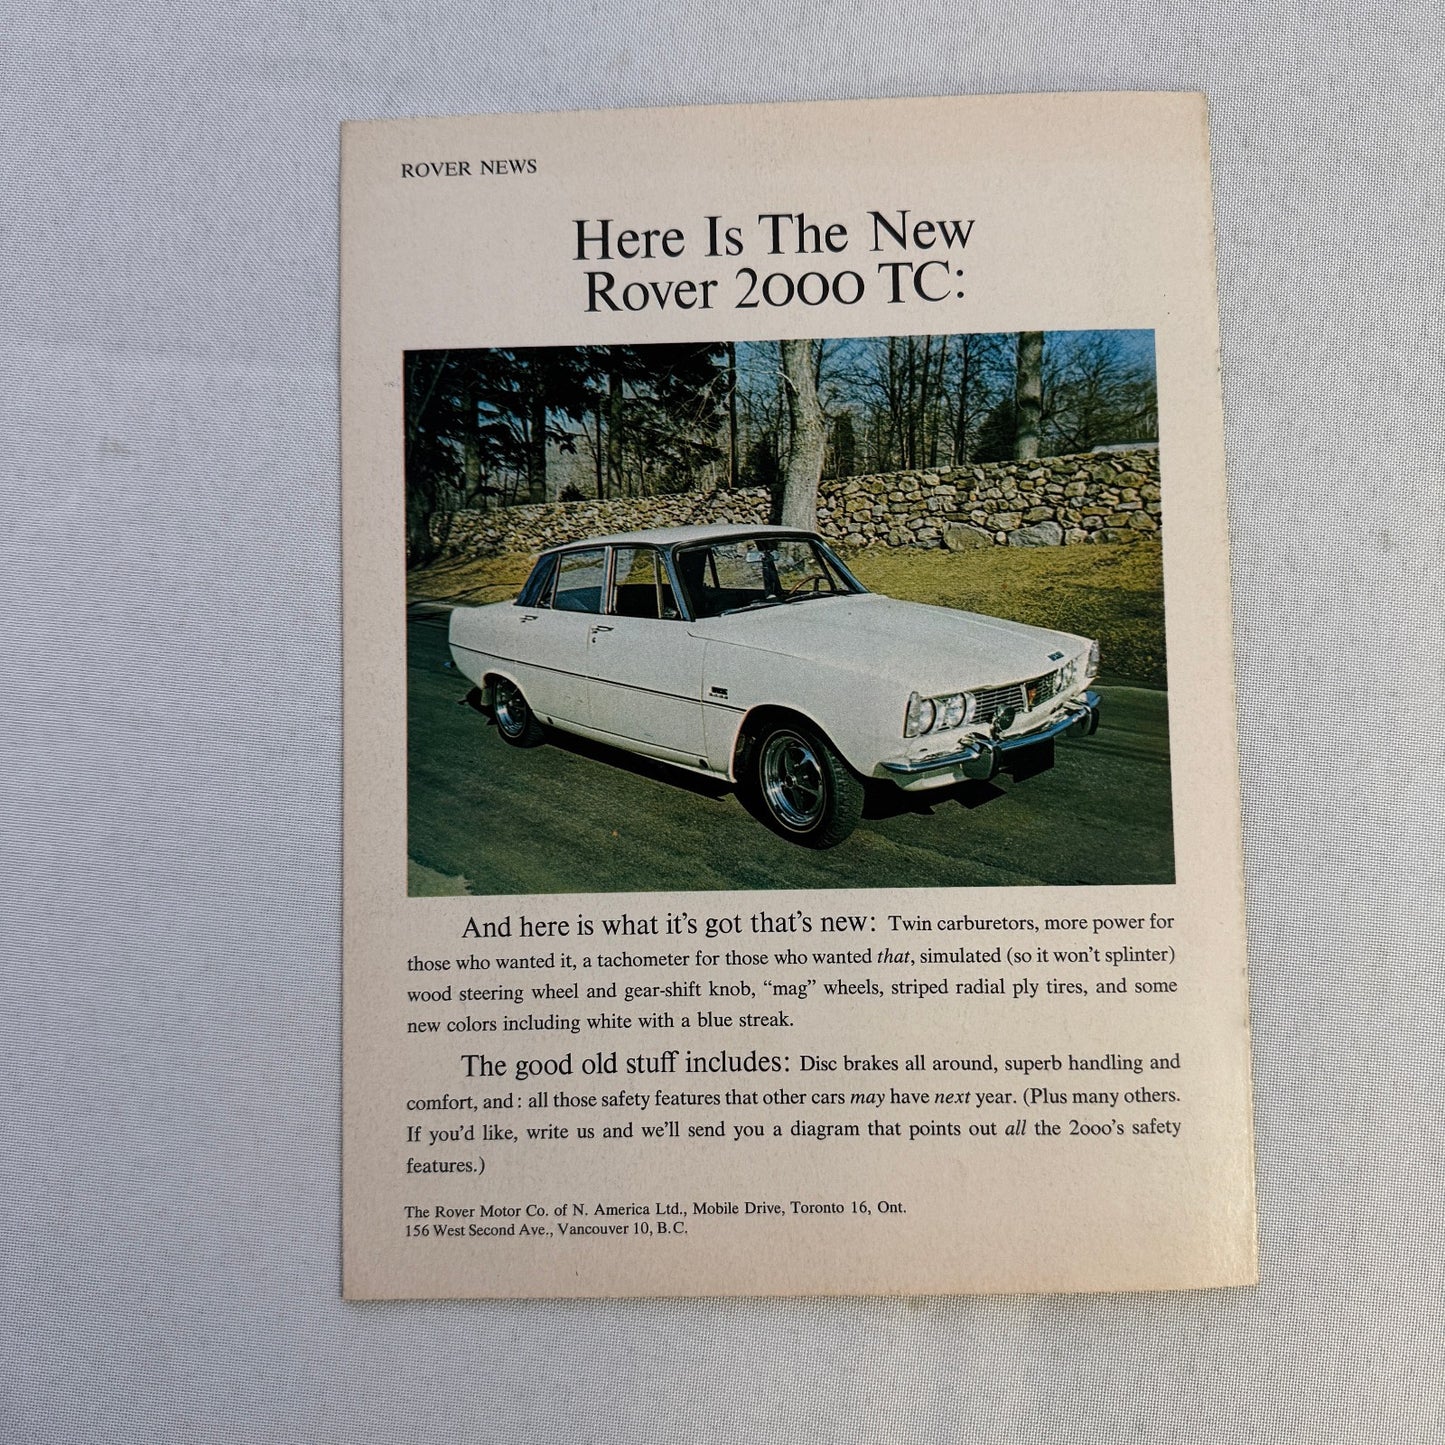 ROVER NEWS
Here Is The New
Rover 2000 TC:
And here is what it's got that's new: Twin carburetors, more power for
those who wanted it, a tachometer for those who wanted that, simulated (so it won't splinter)
wood steering wheel and gear-shift knob, “mag” wheels, striped radial ply tires, and some
new colors including white with a blue streak.
The good old stuff includes: Disc brakes all around, superb handling and
comfort, and: all those safety features that other cars may have next year. (Plus many others.
If you'd like, write us and we'll send you a diagram that points out all the 2000's safety
features.)
The Rover Motor Co. of N. America Ltd., Mobile Drive, Toronto 16, Ont.
156 West Second Ave., Vancouver 10, B.C.